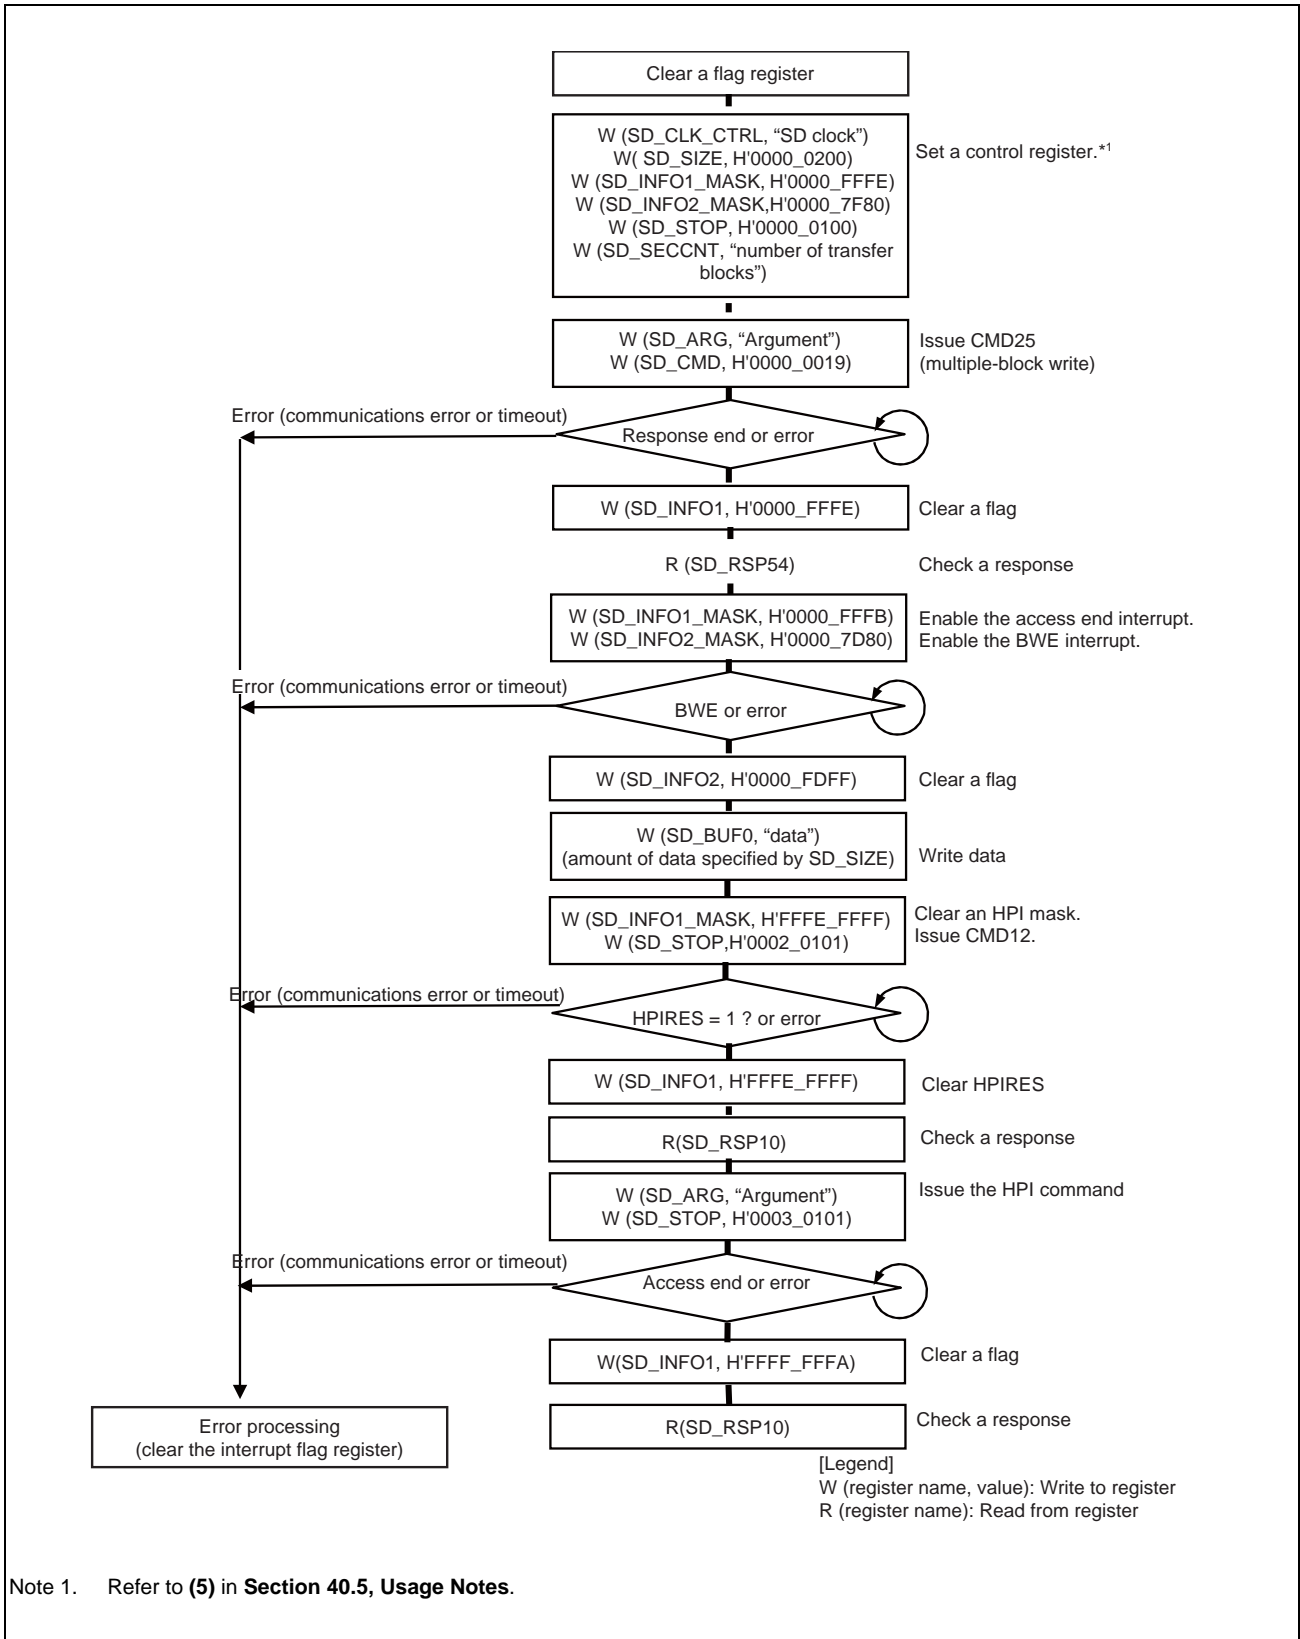 Clear a flag register
W (SD_CLK_CTRL, “SD clock”)
W( SD_SIZE, H'0000_0200)
W (SD_INFO1_MASK, H'0000_FFFE)
W (SD_INFO2_MASK,H'0000_7F80)
W (SD_STOP, H'0000_0100)
W (SD_SECCNT, “number of transfer
blocks”)
Set a control register.*1
W (SD_ARG, “Argument”)
W (SD_CMD, H'0000_0019)
Issue CMD25
(multiple-block write)
Error (communications error or timeout)
Response end or error
W (SD_INFO1, H'0000_FFFE)
Clear a flag
R (SD_RSP54)
Check a response
W (SD_INFO1_MASK, H'0000_FFFB)
W (SD_INFO2_MASK, H'0000_7D80)
Enable the access end interrupt.
Enable the BWE interrupt.
Error (communications error or timeout)
BWE or error
W (SD_INFO2, H'0000_FDFF)
Clear a flag
W (SD_BUF0, “data”)
(amount of data specified by SD_SIZE)
Write data
W (SD_INFO1_MASK, H'FFFE_FFFF)
W (SD_STOP,H'0002_0101)
Clear an HPI mask.
Issue CMD12.
Error (communications error or timeout)
HPIRES = 1 ? or error
W (SD_INFO1, H'FFFE_FFFF)
Clear HPIRES
R(SD_RSP10)
Check a response
W (SD_ARG, “Argument”)
W (SD_STOP, H'0003_0101)
Issue the HPI command
Error (communications error or timeout)
Access end or error
W(SD_INFO1, H'FFFF_FFFA)
Clear a flag
R(SD_RSP10)
Check a response
Error processing
(clear the interrupt flag register)
[Legend]
W (register name, value): Write to register
R (register name): Read from register
Note 1. Refer to (5) in Section 40.5, Usage Notes.